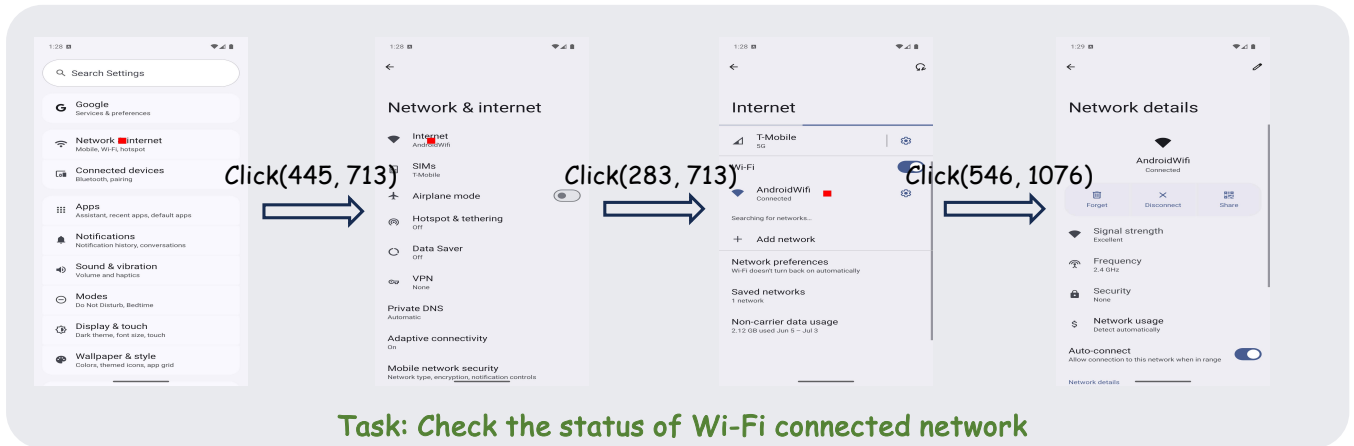 1:28
Search Settings
Google
Services & preferences
Network internet
Mobile, Wi-Fi, hotspot
Connected devices
Bluetooth, pairing
Apps
Assistant, recent apps, default apps
Notifications
Notification history, conversations
Sound & vibration
Volume and haptics
Modes
Do Not Disturb, Bedtime
Display & touch
Dark theme, font size, touch
Wallpaper & style
Colors, themed icons, app grid
Click(445, 713)
1:28
Network & internet
Internet
AndroidWifi
SIMs
T-Mobile
Airplane mode
Hotspot & tethering
Off
Data Saver
Off
VPN
None
Private DNS
Automatic
Adaptive connectivity
On
Mobile network security
Network type, encryption, notification controls
Click(283, 713)
1:28
Internet
T-Mobile
5G
Wi-Fi
AndroidWifi
Connected
Searching for networks...
Add network
Network preferences
Wi-Fi doesn't turn back on automatically
Saved networks
1 network
Non-carrier data usage
2.12 GB used Jun 5 – Jul 3
Click(546, 1076)
1:29
Network details
AndroidWifi
Connected
Forget
Disconnect
Share
Signal strength
Excellent
Frequency
2.4 GHz
Security
None
Network usage
Detect automatically
Auto-connect
Allow connection to this network when in range
Network details
Task: Check the status of Wi-Fi connected network